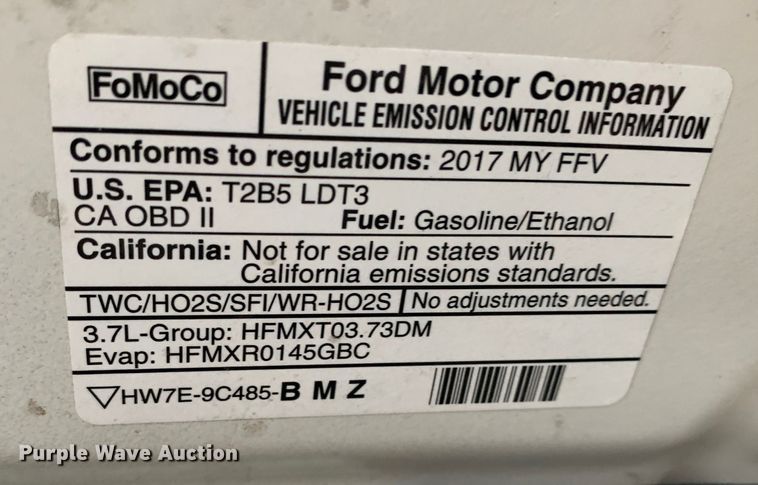 FoMoCo
Ford Motor Company
VEHICLE EMISSION CONTROL INFORMATION
Conforms to regulations: 2017 MY FFV
U.S. EPA: T2B5 LDT3
CA OBD II Fuel: Gasoline/Ethanol
California: Not for sale in states with
California emissions standards.
TWC/HO2S/SFI/WR-HO2S No adjustments needed.
3.7L-Group: HFMXT03.73DM
Evap: HFMXR0145GBC
HW7E-9C485-B M Z
Purple Wave Auction